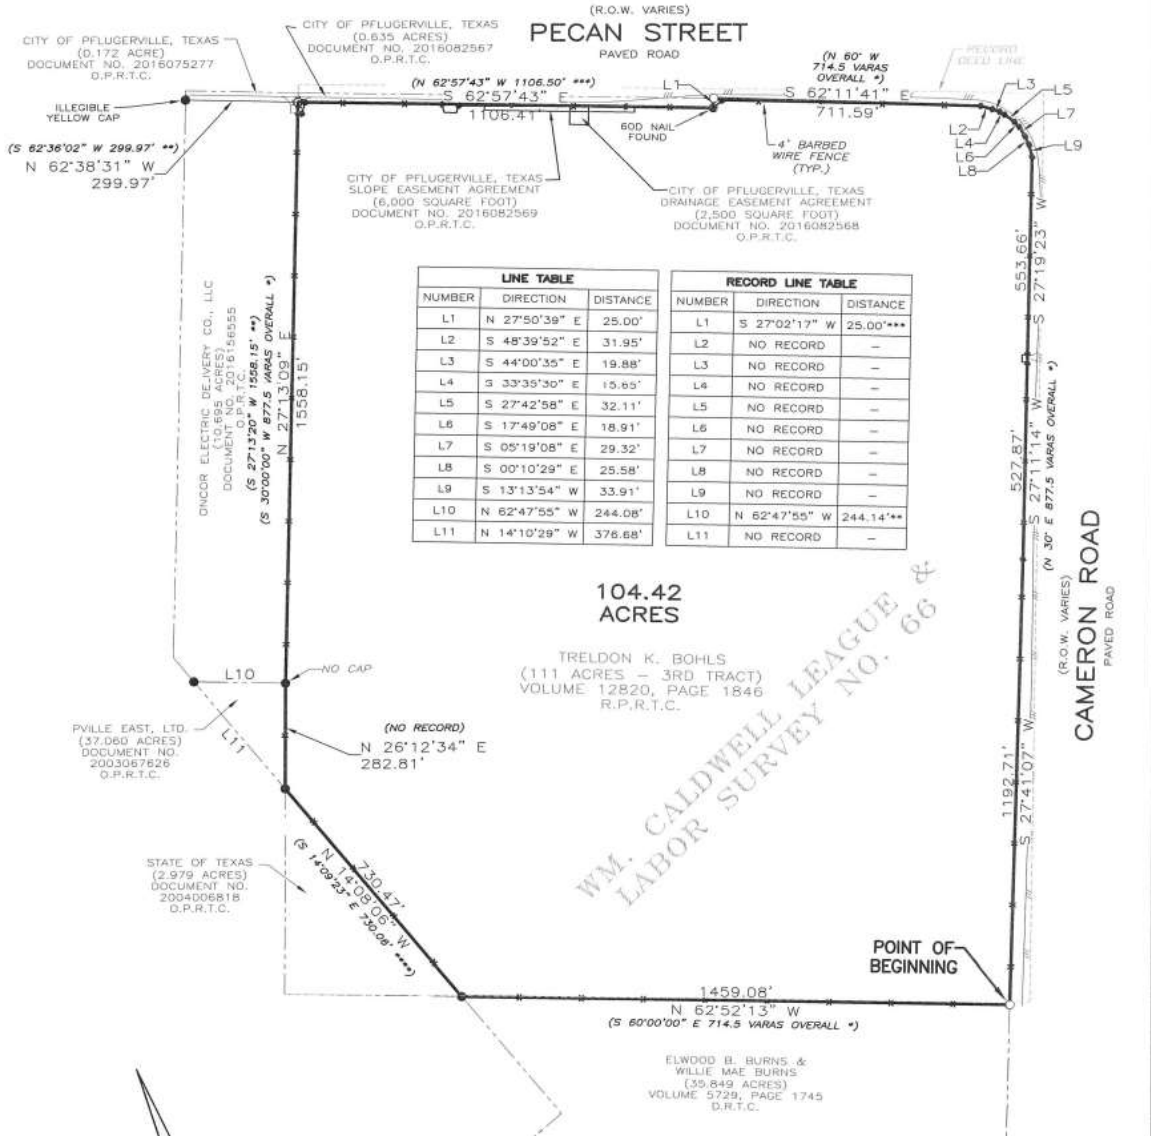 (R.O.W. VARIES)
PECAN STREET
PAVED ROAD
CITY OF PFLUGERVILLE, TEXAS
(0.172 ACRE)
DOCUMENT NO. 2016075277
O.P.R.T.C.
CITY OF PFLUGERVILLE, TEXAS
(0.635 ACRES)
DOCUMENT NO. 2016082567
O.P.R.T.C.
(N 60° W
714.5 VARAS
OVERALL *)
RECORD
DEED LINE
(N 62°57'43" W 1106.50' ***)
S 62°57'43" E
1106.41'
L1
S 62°11'41" E
711.59'
L3
L5
L7
L2
L4
L6
L8
L9
ILLEGIBLE
YELLOW CAP
60D NAIL
FOUND
4' BARBED
WIRE FENCE
(TYP.)
(S 62°36'02" W 299.97' **)
N 62°38'31" W
299.97'
CITY OF PFLUGERVILLE, TEXAS
SLOPE EASEMENT AGREEMENT
(6,000 SQUARE FOOT)
DOCUMENT NO. 2016082569
O.P.R.T.C.
CITY OF PFLUGERVILLE, TEXAS
DRAINAGE EASEMENT AGREEMENT
(2,500 SQUARE FOOT)
DOCUMENT NO. 2016082568
O.P.R.T.C.
553.66'
S 27°19'23" W
ONCOR ELECTRIC DELIVERY CO., LLC
(10.695 ACRES)
DOCUMENT NO. 2016156555
O.P.R.T.C.
(S 27°13'20" W 1558.15' **)
(S 30°00'00" W 877.5 VARAS OVERALL *)
N 27°13'09" E
1558.15'
LINE TABLE
NUMBER DIRECTION DISTANCE
L1 N 27°50'39" E 25.00'
L2 S 48°39'52" E 31.95'
L3 S 44°00'35" E 19.88'
L4 S 33°35'30" E 15.65'
L5 S 27°42'58" E 32.11'
L6 S 17°49'08" E 18.91'
L7 S 05°19'08" E 29.32'
L8 S 00°10'29" E 25.58'
L9 S 13°13'54" W 33.91'
L10 N 62°47'55" W 244.08'
L11 N 14°10'29" W 376.68'
RECORD LINE TABLE
NUMBER DIRECTION DISTANCE
L1 S 27°02'17" W 25.00'***
L2 NO RECORD –
L3 NO RECORD –
L4 NO RECORD –
L5 NO RECORD –
L6 NO RECORD –
L7 NO RECORD –
L8 NO RECORD –
L9 NO RECORD –
L10 N 62°47'55" W 244.14'**
L11 NO RECORD –
527.87'
S 27°11'14" W
(N 30° E 877.5 VARAS OVERALL *)
CAMERON ROAD
(R.O.W. VARIES)
PAVED ROAD
104.42
ACRES
TRELDON K. BOHLS
(111 ACRES – 3RD TRACT)
VOLUME 12820, PAGE 1846
R.P.R.T.C.
WM. CALDWELL LEAGUE &
LABOR SURVEY NO. 66
L10
NO CAP
L11
PVILLE EAST, LTD.
(37.060 ACRES)
DOCUMENT NO.
2003067626
O.P.R.T.C.
(NO RECORD)
N 26°12'34" E
282.81'
1192.71'
S 27°41'07" W
STATE OF TEXAS
(2.979 ACRES)
DOCUMENT NO.
2004006818
O.P.R.T.C.
730.47'
N 14°08'06" W
(S 14°09'23" E 730.06' ****)
POINT OF
BEGINNING
1459.08'
N 62°52'13" W
(S 60°00'00" E 714.5 VARAS OVERALL *)
ELWOOD B. BURNS &
WILLIE MAE BURNS
(35.849 ACRES)
VOLUME 5729, PAGE 1745
D.R.T.C.